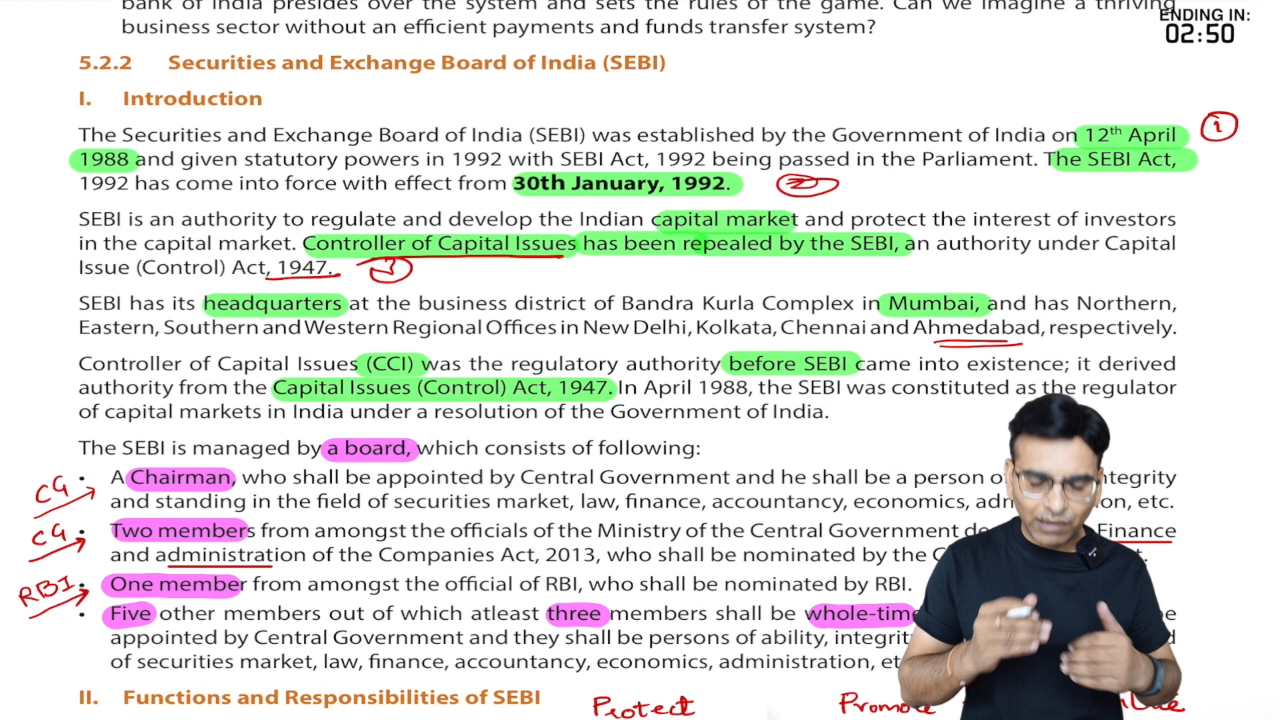 bank of India presides over the system and sets the rules of the game. Can we imagine a thriving
business sector without an efficient payments and funds transfer system?
ENDING IN:
02:50
5.2.2 Securities and Exchange Board of India (SEBI)
I. Introduction
The Securities and Exchange Board of India (SEBI) was established by the Government of India on 12th April
1988 and given statutory powers in 1992 with SEBI Act, 1992 being passed in the Parliament. The SEBI Act,
1992 has come into force with effect from 30th January, 1992.
SEBI is an authority to regulate and develop the Indian capital market and protect the interest of investors
in the capital market. Controller of Capital Issues has been repealed by the SEBI, an authority under Capital
Issue (Control) Act, 1947.
SEBI has its headquarters at the business district of Bandra Kurla Complex in Mumbai, and has Northern,
Eastern, Southern and Western Regional Offices in New Delhi, Kolkata, Chennai and Ahmedabad, respectively.
Controller of Capital Issues (CCI) was the regulatory authority before SEBI came into existence; it derived
authority from the Capital Issues (Control) Act, 1947. In April 1988, the SEBI was constituted as the regulator
of capital markets in India under a resolution of the Government of India.
The SEBI is managed by a board, which consists of following:
CG • A Chairman, who shall be appointed by Central Government and he shall be a person
and standing in the field of securities market, law, finance, accountancy, economics, etc.
CG • Two members from amongst the officials of the Ministry of the Central Government Finance
and administration of the Companies Act, 2013, who shall be nominated by the
RBI • One member from amongst the official of RBI, who shall be nominated by RBI.
• Five other members out of which atleast three members shall be
appointed by Central Government and they shall be persons of ability,
of securities market, law, finance, accountancy, economics, administration,
II. Functions and Responsibilities of SEBI Protect Promote